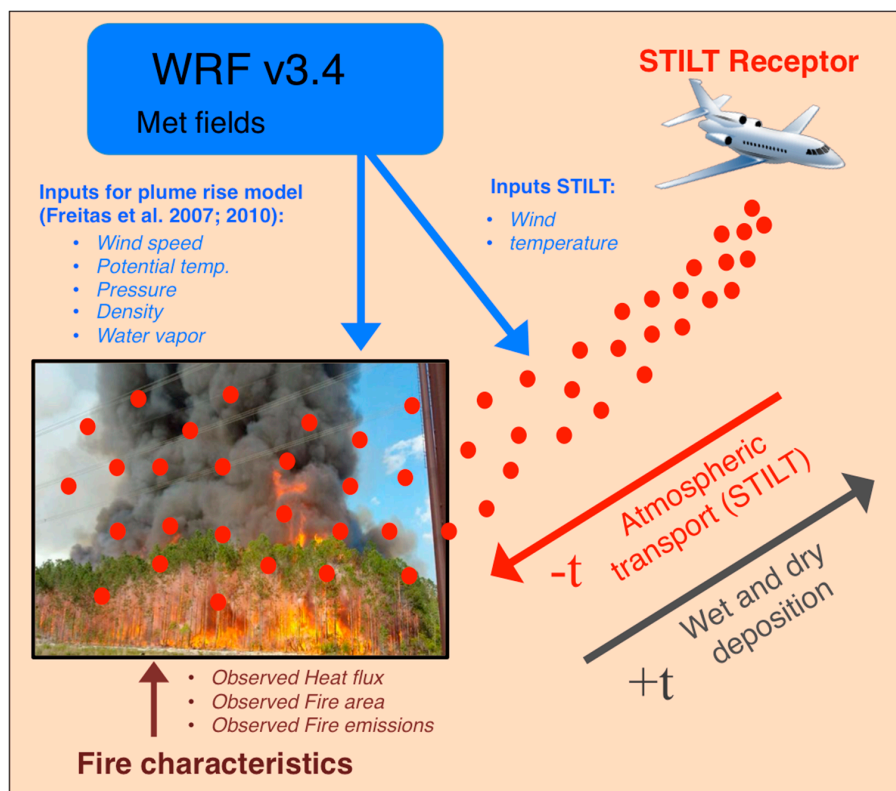 WRF v3.4
Met fields
STILT Receptor
Inputs for plume rise model
(Freitas et al. 2007; 2010):
• Wind speed
• Potential temp.
• Pressure
• Density
• Water vapor
Inputs STILT:
• Wind
• temperature
Atmospheric
transport (STILT)
-t
Wet and dry
deposition
+t
• Observed Heat flux
• Observed Fire area
• Observed Fire emissions
Fire characteristics